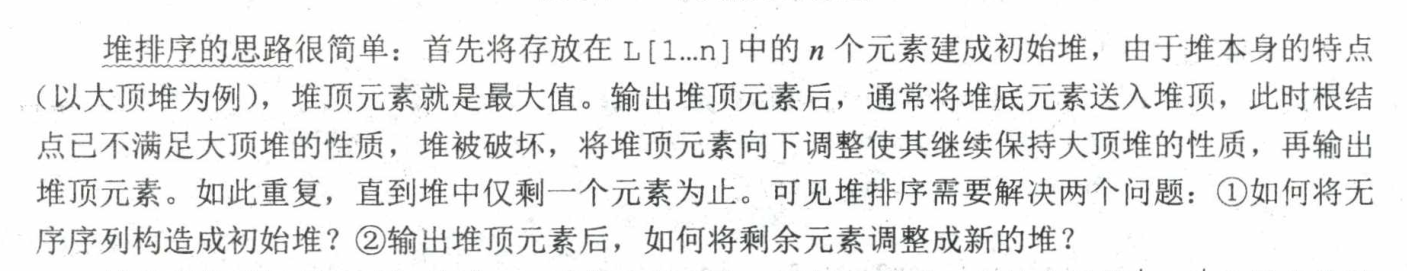 堆排序的思路很简单：首先将存放在 L[1…n]中的 n 个元素建成初始堆，由于堆本身的特点
（以大顶堆为例），堆顶元素就是最大值。输出堆顶元素后，通常将堆底元素送入堆顶，此时根结
点已不满足大顶堆的性质，堆被破坏，将堆顶元素向下调整使其继续保持大顶堆的性质，再输出
堆顶元素。如此重复，直到堆中仅剩一个元素为止。可见堆排序需要解决两个问题：①如何将无
序序列构造成初始堆？②输出堆顶元素后，如何将剩余元素调整成新的堆？